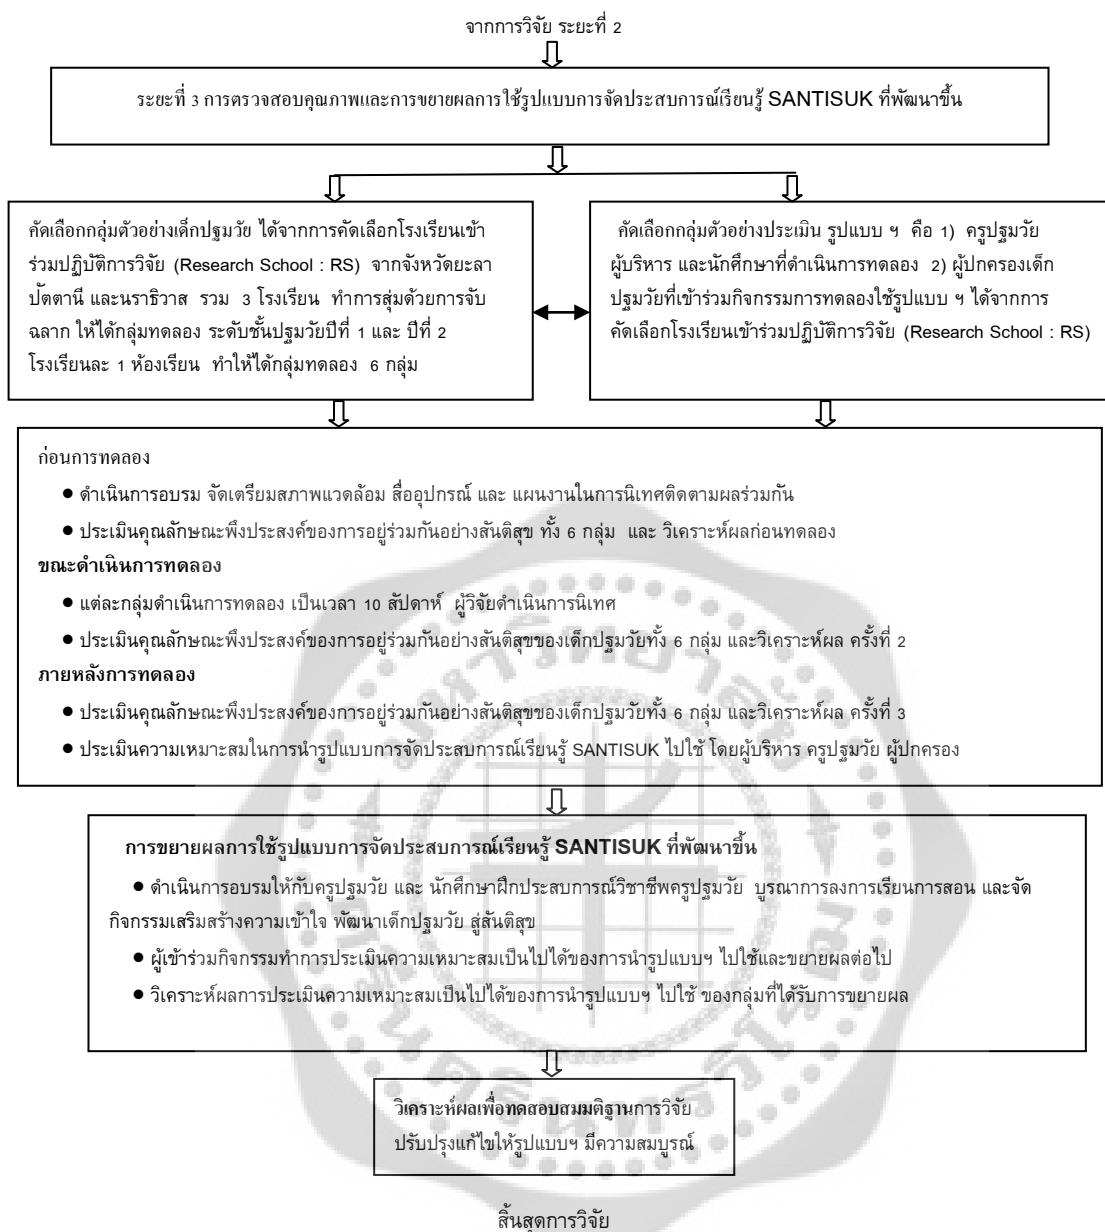 จากการวิจัย ระยะที่ 2
ระยะที่ 3 การตรวจสอบคุณภาพและการขยายผลการใช้รูปแบบการจัดประสบการณ์เรียนรู้ SANTISUK ที่พัฒนาขึ้น
คัดเลือกกลุ่มตัวอย่างเด็กปฐมวัย ได้จากการคัดเลือกโรงเรียนเข้า
ร่วมปฏิบัติการวิจัย (Research School : RS) จากจังหวัดยะลา
ปัตตานี และนราธิวาส รวม 3 โรงเรียน ทำการสุ่มด้วยการจับ
ฉลาก ให้ได้กลุ่มทดลอง ระดับชั้นปฐมวัยปีที่ 1 และ ปีที่ 2
โรงเรียนละ 1 ห้องเรียน ทำให้ได้กลุ่มทดลอง 6 กลุ่ม
คัดเลือกกลุ่มตัวอย่างประเมิน รูปแบบ ฯ คือ 1) ครูปฐมวัย
ผู้บริหาร และนักศึกษาที่ดำเนินการทดลอง 2) ผู้ปกครองเด็ก
ปฐมวัยที่เข้าร่วมกิจกรรมการทดลองใช้รูปแบบ ฯ ได้จากการ
คัดเลือกโรงเรียนเข้าร่วมปฏิบัติการวิจัย (Research School : RS)
ก่อนการทดลอง
● ดำเนินการอบรม จัดเตรียมสภาพแวดล้อม สื่ออุปกรณ์ และ แผนงานในการนิเทศติดตามผลร่วมกัน
● ประเมินคุณลักษณะพึงประสงค์ของการอยู่ร่วมกันอย่างสันติสุข ทั้ง 6 กลุ่ม และ วิเคราะห์ผลก่อนทดลอง
ขณะดำเนินการทดลอง
● แต่ละกลุ่มดำเนินการทดลอง เป็นเวลา 10 สัปดาห์ ผู้วิจัยดำเนินการนิเทศ
● ประเมินคุณลักษณะพึงประสงค์ของการอยู่ร่วมกันอย่างสันติสุขของเด็กปฐมวัยทั้ง 6 กลุ่ม และวิเคราะห์ผล ครั้งที่ 2
ภายหลังการทดลอง
● ประเมินคุณลักษณะพึงประสงค์ของการอยู่ร่วมกันอย่างสันติสุขของเด็กปฐมวัยทั้ง 6 กลุ่ม และวิเคราะห์ผล ครั้งที่ 3
● ประเมินความเหมาะสมในการนำรูปแบบการจัดประสบการณ์เรียนรู้ SANTISUK ไปใช้ โดยผู้บริหาร ครูปฐมวัย ผู้ปกครอง
การขยายผลการใช้รูปแบบการจัดประสบการณ์เรียนรู้ SANTISUK ที่พัฒนาขึ้น
● ดำเนินการอบรมให้กับครูปฐมวัย และ นักศึกษาฝึกประสบการณ์วิชาชีพครูปฐมวัย บูรณาการลงการเรียนการสอน และจัด
กิจกรรมเสริมสร้างความเข้าใจ พัฒนาเด็กปฐมวัย สู่สันติสุข
● ผู้เข้าร่วมกิจกรรมทำการประเมินความเหมาะสมเป็นไปได้ของการนำรูปแบบฯ ไปใช้และขยายผลต่อไป
● วิเคราะห์ผลการประเมินความเหมาะสมเป็นไปได้ของการนำรูปแบบฯ ไปใช้ ของกลุ่มที่ได้รับการขยายผล
วิเคราะห์ผลเพื่อทดสอบสมมติฐานการวิจัย
ปรับปรุงแก้ไขให้รูปแบบฯ มีความสมบูรณ์
สิ้นสุดการวิจัย
มหาวิทยาลัย
ศรีนครินทรวิโรฒ